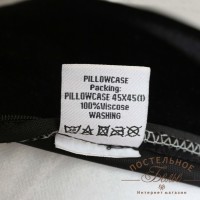 PILLOWCASE
Packing:
PILLOWCASE 45X45(1)
100%Viscose
WASHING
ПОСТЕЛЬНОЕ
Интернет магазин